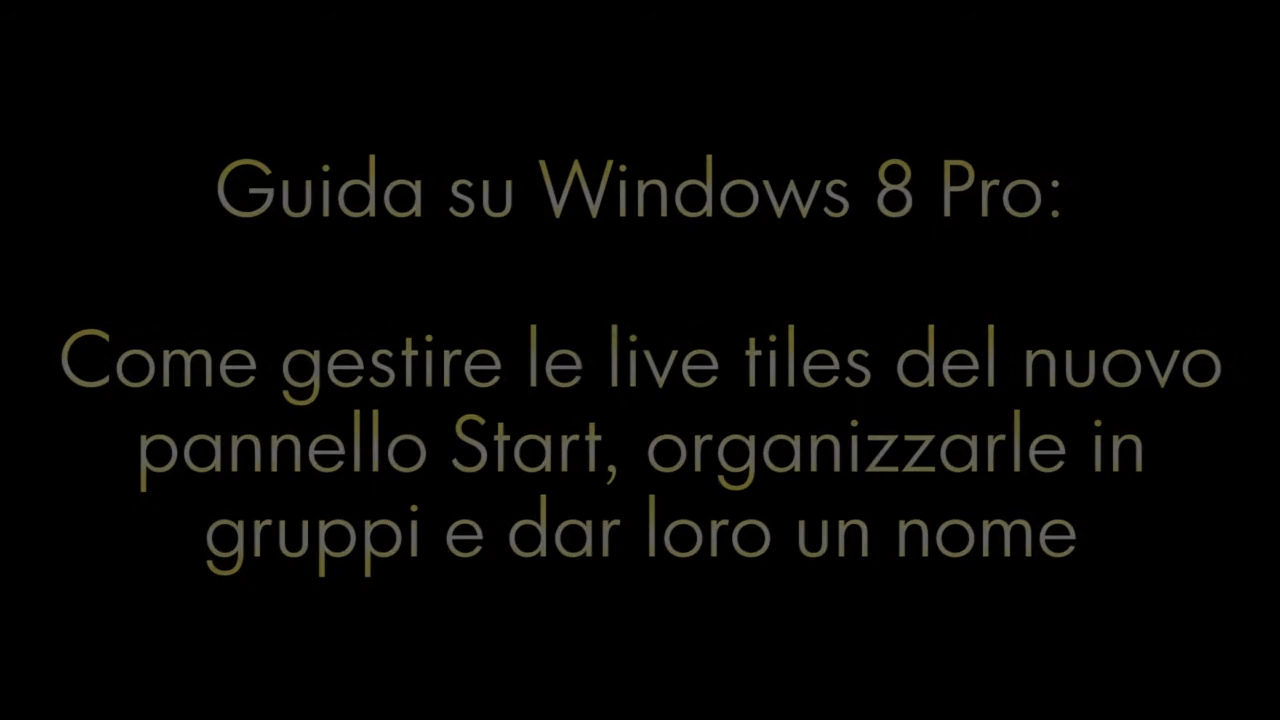 Guida su Windows 8 Pro:
Come gestire le live tiles del nuovo
pannello Start, organizzarle in
gruppi e dar loro un nome